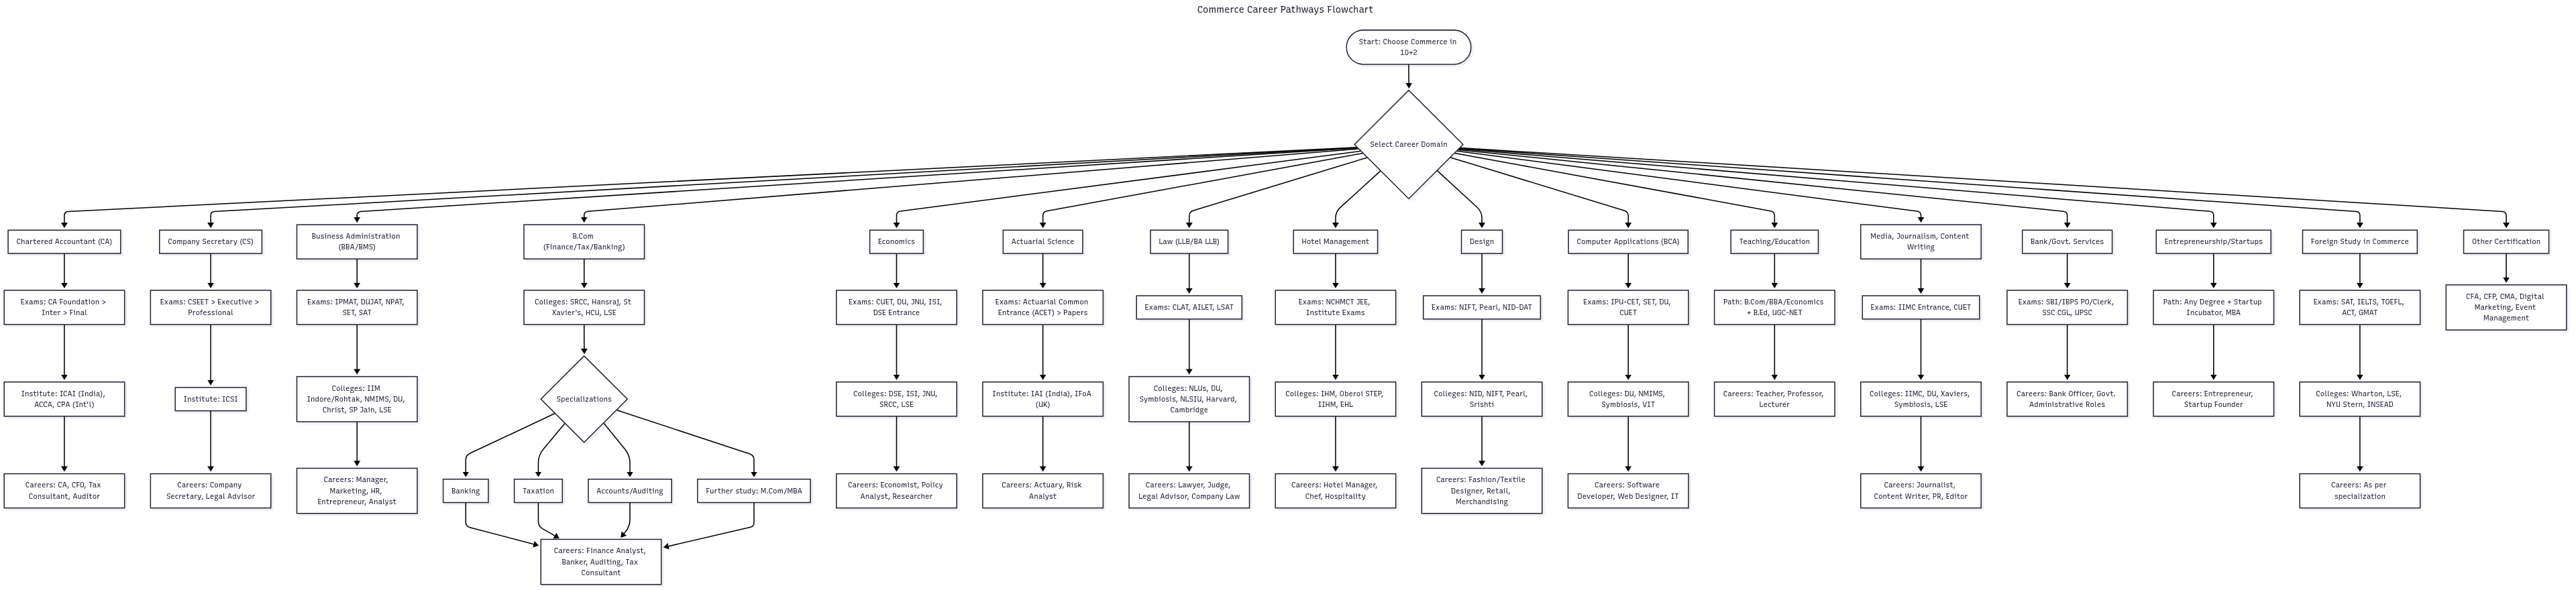 Commerce Career Pathways Flowchart
Start: Choose Commerce in
10+2
Select Career Domain
Chartered Accountant (CA)
Company Secretary (CS)
Business Administration
(BBA/BMS)
B.Com
(Finance/Tax/Banking)
Economics
Actuarial Science
Law (LLB/BA LLB)
Hotel Management
Design
Computer Applications (BCA)
Teaching/Education
Media, Journalism, Content
Writing
Bank/Govt. Services
Entrepreneurship/Startups
Foreign Study in Commerce
Other Certification
Exams: CA Foundation >
Inter > Final
Exams: CSEET > Executive >
Professional
Exams: IPMAT, DUJAT, NPAT,
SET, SAT
Colleges: SRCC, Hansraj, St
Xavier's, HCU, LSE
Exams: CUET, DU, JNU, ISI,
DSE Entrance
Exams: Actuarial Common
Entrance (ACET) > Papers
Exams: CLAT, AILET, LSAT
Exams: NCHMCT JEE,
Institute Exams
Exams: NIFT, Pearl, NID-DAT
Exams: IPU-CET, SET, DU,
CUET
Path: B.Com/BBA/Economics
+ B.Ed, UGC-NET
Exams: IIMC Entrance, CUET
Exams: SBI/IBPS PO/Clerk,
SSC CGL, UPSC
Path: Any Degree + Startup
Incubator, MBA
Exams: SAT, IELTS, TOEFL,
ACT, GMAT
CFA, CFP, CMA, Digital
Marketing, Event
Management
Institute: ICAI (India),
ACCA, CPA (Int'l)
Institute: ICSI
Colleges: IIM
Indore/Rohtak, NMIMS, DU,
Christ, SP Jain, LSE
Specializations
Colleges: DSE, ISI, JNU,
SRCC, LSE
Institute: IAI (India), IFoA
(UK)
Colleges: NLUs, DU,
Symbiosis, NLSIU, Harvard,
Cambridge
Colleges: IHM, Oberoi STEP,
IIHM, EHL
Colleges: NID, NIFT, Pearl,
Srishti
Colleges: DU, NMIMS,
Symbiosis, VIT
Careers: Teacher, Professor,
Lecturer
Colleges: IIMC, DU, Xaviers,
Symbiosis, LSE
Careers: Bank Officer, Govt.
Administrative Roles
Careers: Entrepreneur,
Startup Founder
Colleges: Wharton, LSE,
NYU Stern, INSEAD
Careers: CA, CFO, Tax
Consultant, Auditor
Careers: Company
Secretary, Legal Advisor
Careers: Manager,
Marketing, HR,
Entrepreneur, Analyst
Banking
Taxation
Accounts/Auditing
Further study: M.Com/MBA
Careers: Economist, Policy
Analyst, Researcher
Careers: Actuary, Risk
Analyst
Careers: Lawyer, Judge,
Legal Advisor, Company Law
Careers: Hotel Manager,
Chef, Hospitality
Careers: Fashion/Textile
Designer, Retail,
Merchandising
Careers: Software
Developer, Web Designer, IT
Careers: Journalist,
Content Writer, PR, Editor
Careers: As per
specialization
Careers: Finance Analyst,
Banker, Auditing, Tax
Consultant